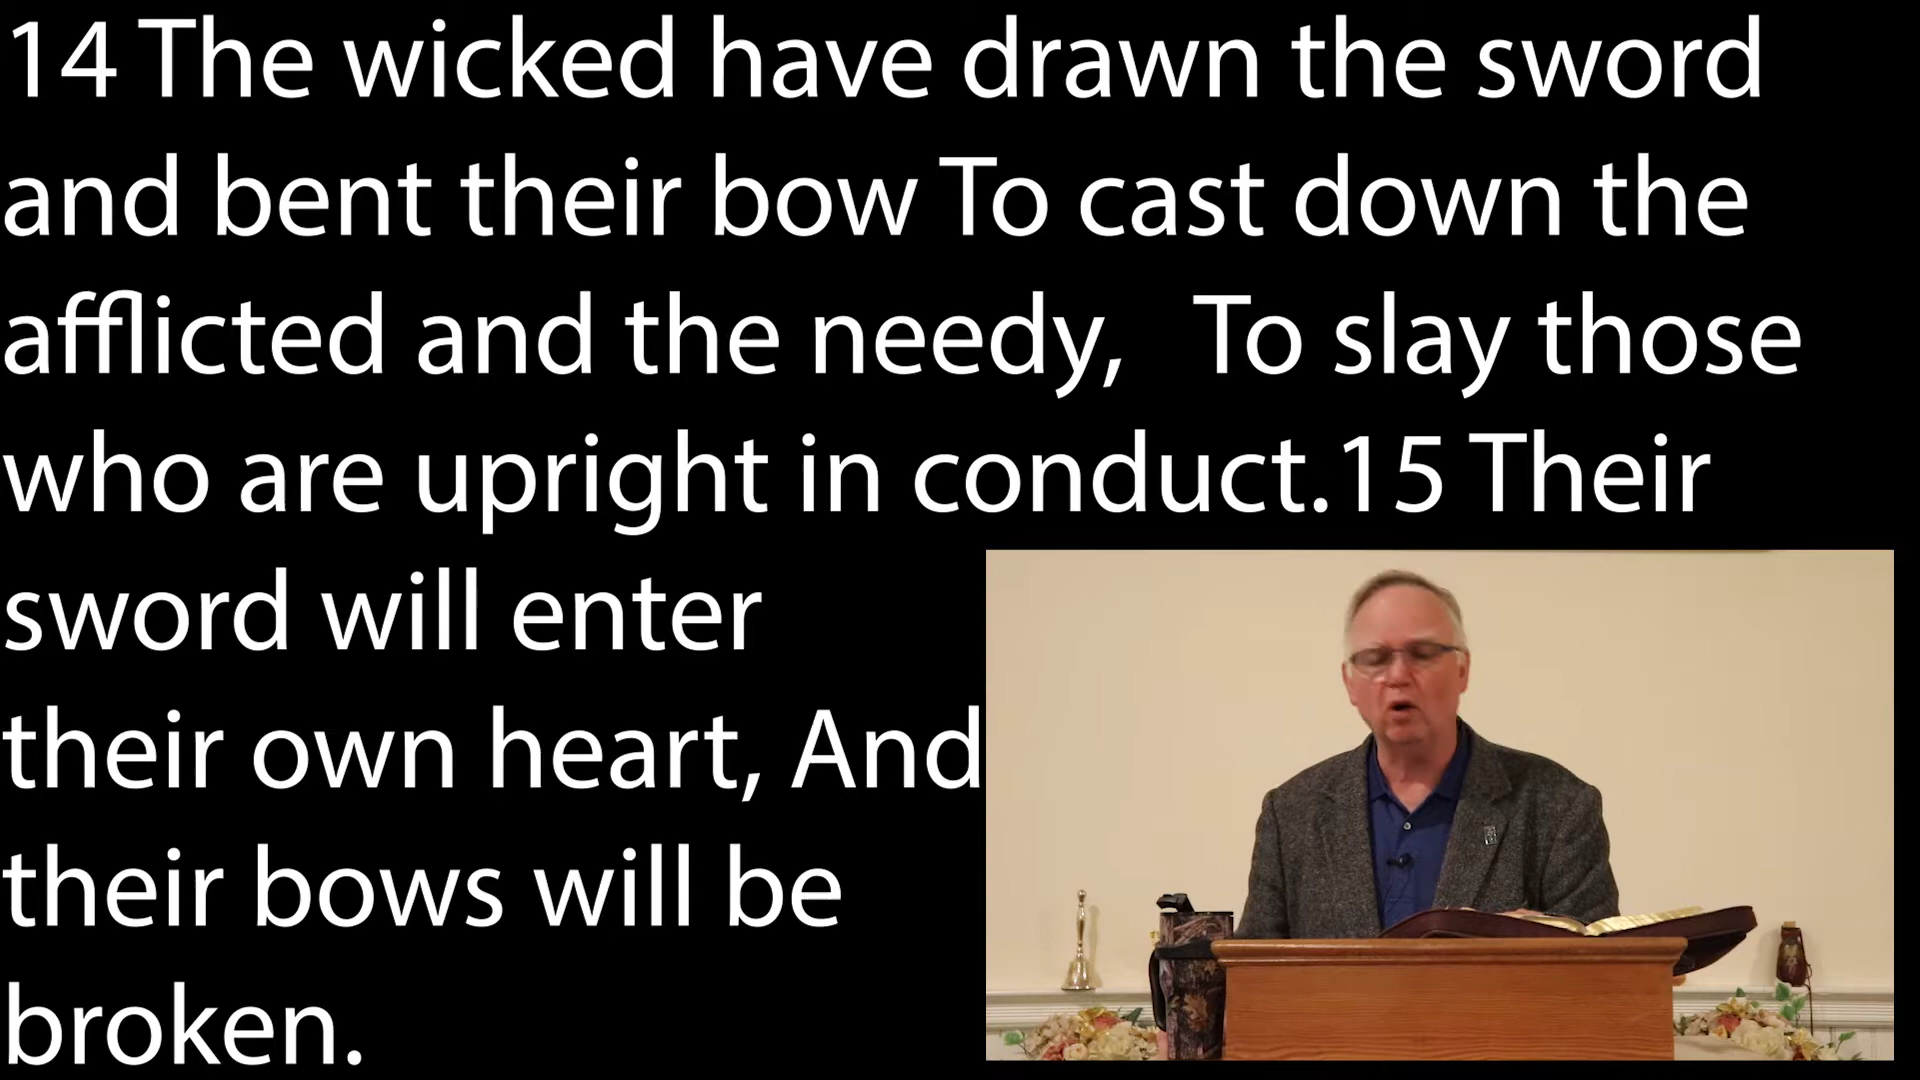 14 The wicked have drawn the sword
and bent their bow To cast down the
afflicted and the needy, To slay those
who are upright in conduct.15 Their
sword will enter
their own heart, And
their bows will be
broken.